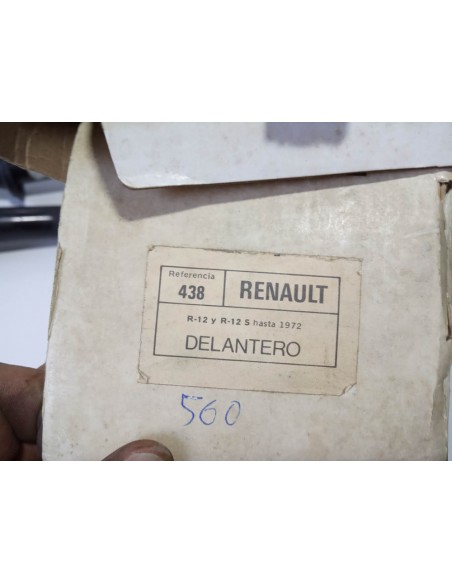 Referencia
438
RENAULT
R-12 y R-12 S hasta 1972
DELANTERO
560